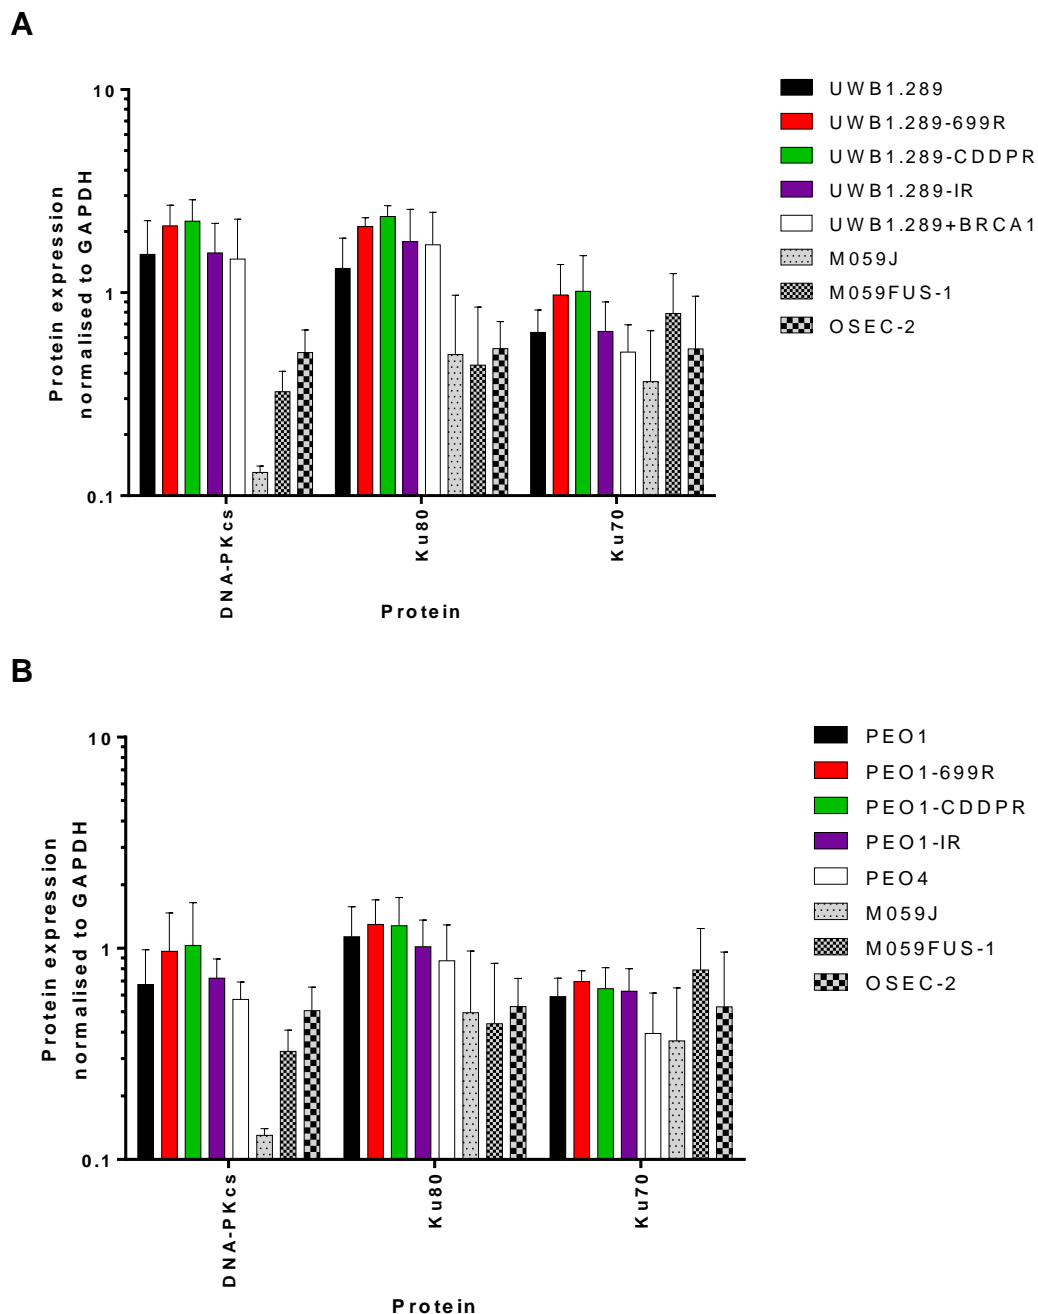 A
Protein expression
normalised to GAPDH
10
1
0.1
DNA-PKcs
Ku80
Ku70
Protein
UWB1.289
UWB1.289-699R
UWB1.289-CDDPR
UWB1.289-IR
UWB1.289+BRCA1
M059J
M059FUS-1
OSEC-2
B
Protein expression
normalised to GAPDH
10
1
0.1
DNA-PKcs
Ku80
Ku70
Protein
PEO1
PEO1-699R
PEO1-CDDPR
PEO1-IR
PEO4
M059J
M059FUS-1
OSEC-2